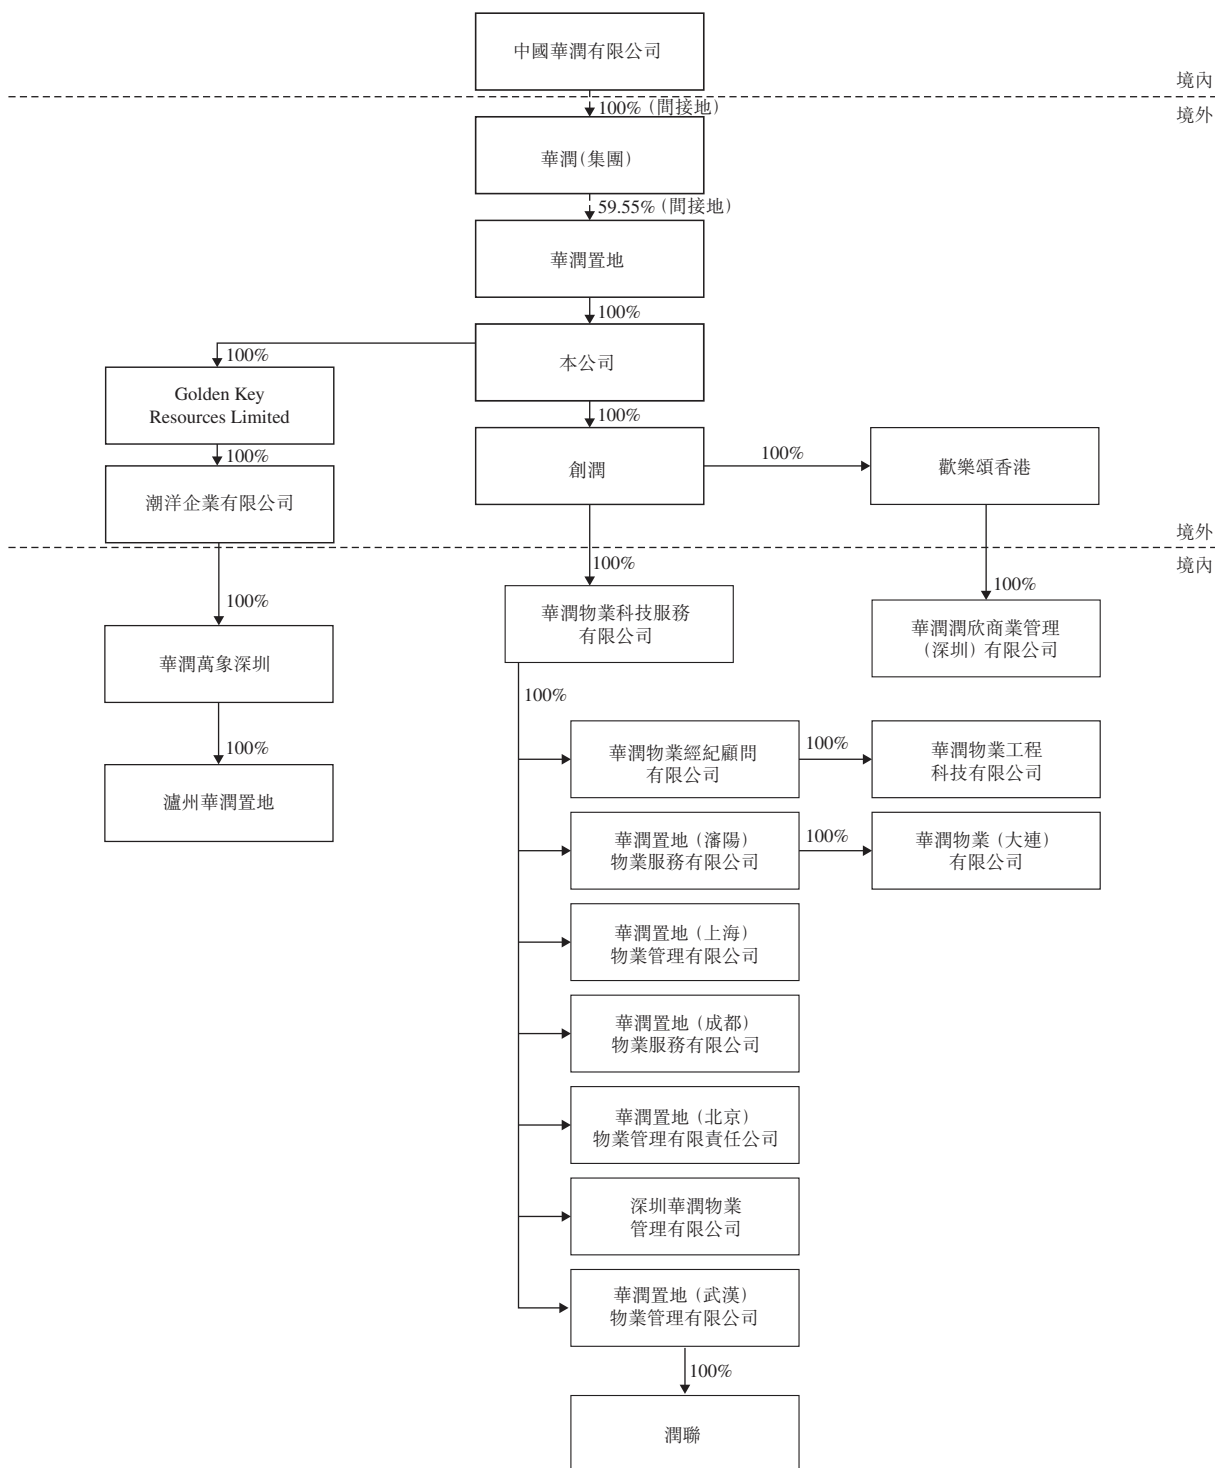 中國華潤有限公司
境內
100%（間接地）
境外
華潤（集團）
59.55%（間接地）
華潤置地
100%
本公司
100%
Golden Key
Resources Limited
100%
創潤
100%
歡樂頌香港
100%
潮洋企業有限公司
境外
境內
100%
100%
100%
華潤物業科技服務
有限公司
華潤潤欣商業管理
（深圳）有限公司
華潤萬象深圳
100%
100%
瀘州華潤置地
華潤物業經紀顧問
有限公司
100%
華潤物業工程
科技有限公司
華潤置地（瀋陽）
物業服務有限公司
100%
華潤物業（大連）
有限公司
華潤置地（上海）
物業管理有限公司
華潤置地（成都）
物業服務有限公司
華潤置地（北京）
物業管理有限責任公司
深圳華潤物業
管理有限公司
華潤置地（武漢）
物業管理有限公司
100%
潤聯